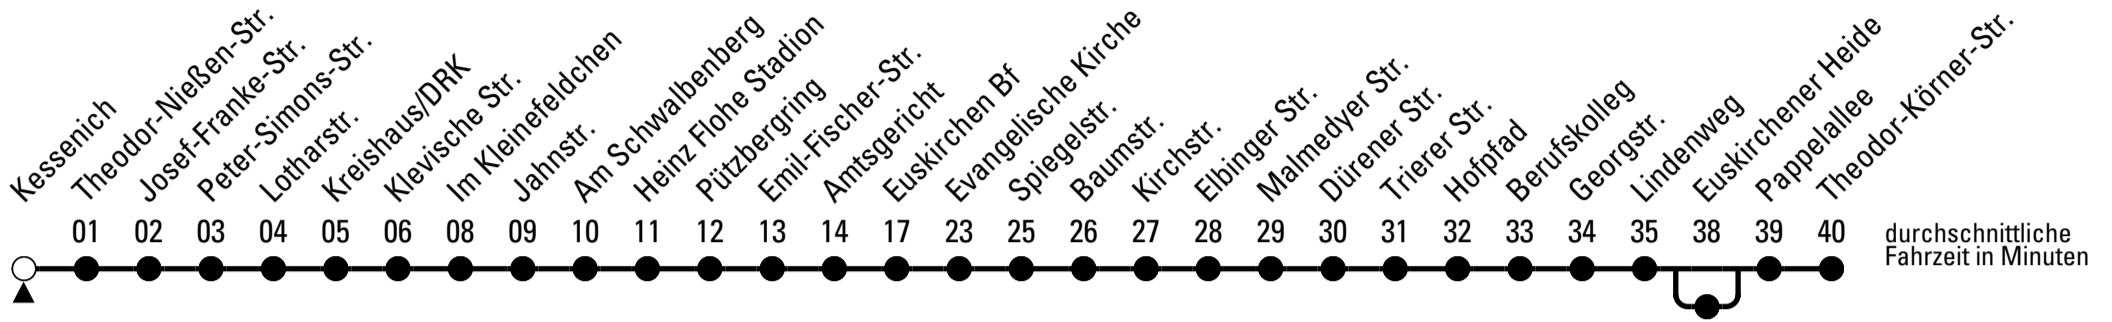 Kessenich
Theodor-Nießen-Str.
Josef-Franke-Str.
Peter-Simons-Str.
Lotharstr.
Kreishaus/DRK
Klevische Str.
Im Kleinefeldchen
Jahnstr.
Am Schwalbenberg
Heinz Flohe Stadion
Pützbergring
Emil-Fischer-Str.
Amtsgericht
Euskirchen Bf
Evangelische Kirche
Spiegelstr.
Baumstr.
Kirchstr.
Elbinger Str.
Malmedyer Str.
Dürener Str.
Trierer Str.
Hofpfad
Berufskolleg
Georgstr.
Lindenweg
Euskirchener Heide
Pappelallee
Theodor-Körner-Str.
01 02 03 04 05 06 08 09 10 11 12 13 14 17 23 25 26 27 28 29 30 31 32 33 34 35 38 39 40
durchschnittliche
Fahrzeit in Minuten